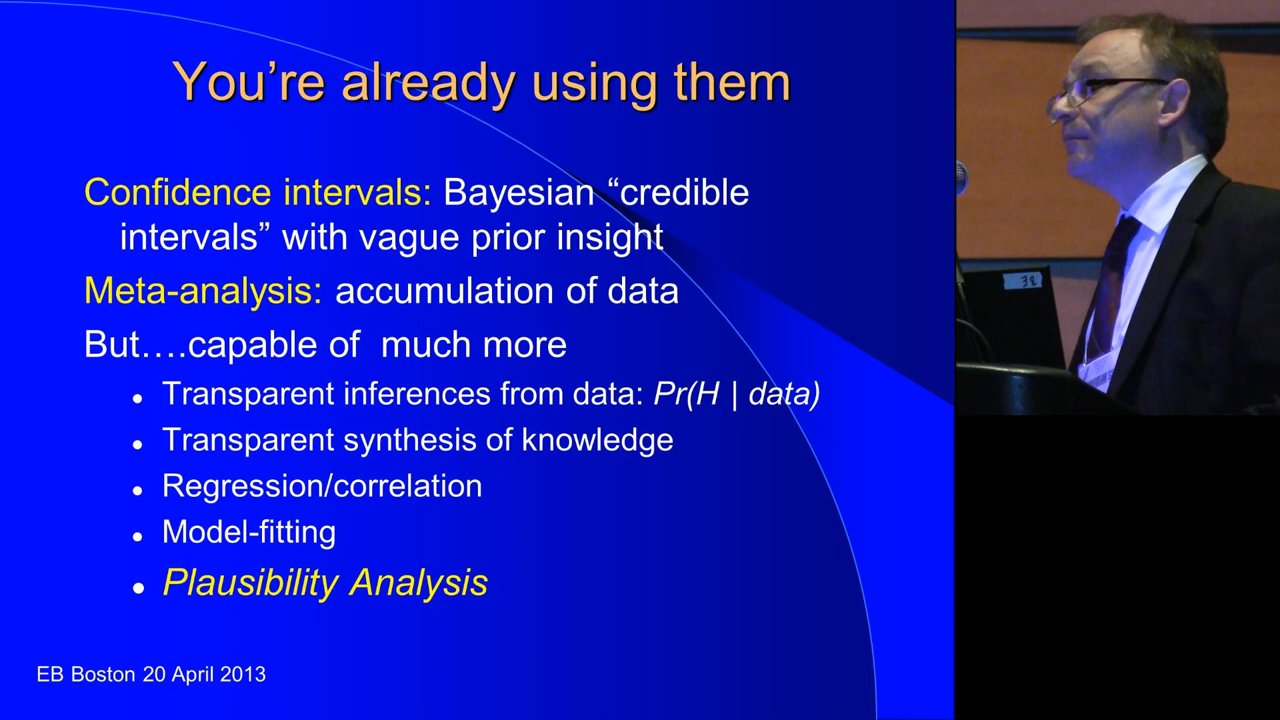 You’re already using them
Confidence intervals: Bayesian “credible
intervals” with vague prior insight
Meta-analysis: accumulation of data
But….capable of  much more
• Transparent inferences from data: Pr(H | data)
• Transparent synthesis of knowledge
• Regression/correlation
• Model-fitting
• Plausibility Analysis
EB Boston 20 April 2013